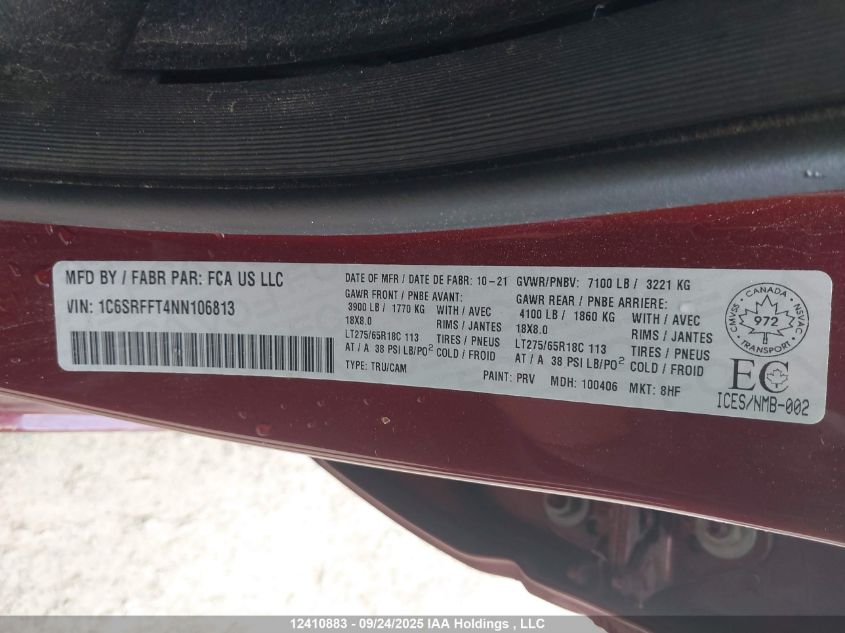 MFD BY / FABR PAR: FCA US LLC
VIN: 1C6SRFFT4NN106813
DATE OF MFR / DATE DE FABR: 10-21
GAWR FRONT / PNBE AVANT:
3900 LB / 1770 KG WITH / AVEC
18X8.0 RIMS / JANTES
LT275/65R18C 113 TIRES / PNEUS
AT / A 38 PSI LB/PO² COLD / FROID
TYPE: TRU/CAM
GVWR/PNBV: 7100 LB / 3221 KG
GAWR REAR / PNBE ARRIERE:
4100 LB / 1860 KG WITH / AVEC
18X8.0 RIMS / JANTES
LT275/65R18C 113 TIRES / PNEUS
AT / A 38 PSI LB/PO² COLD / FROID
PAINT: PRV MDH: 100406 MKT: 8HF
CANADA
CMVSS 972 NSVAC
TRANSPORT
EC
ICES/NMB-002
12410883 - 09/24/2025 IAA Holdings , LLC